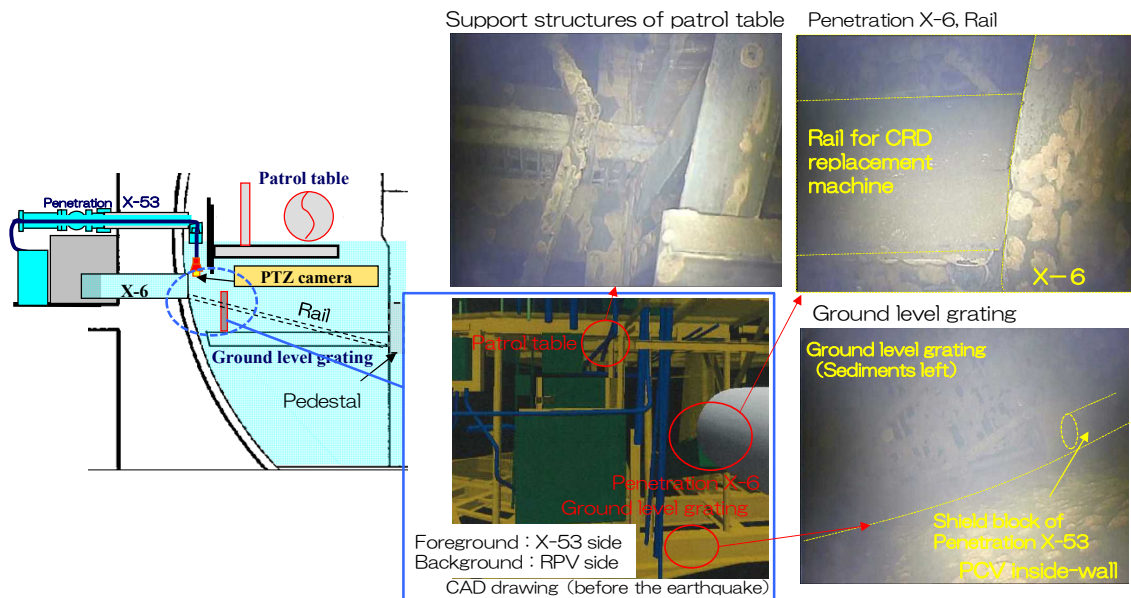 Support structures of patrol table
Penetration X-6, Rail
Rail for CRD
replacement
machine
X-6
Patrol table
Penetration X-53
PTZ camera
X-6
Rail
Ground level grating
Pedestal
Patrol table
Penetration X-6
Ground level grating
Foreground : X-53 side
Background : RPV side
CAD drawing (before the earthquake)
Ground level grating
Ground level grating
(Sediments left)
Shield block of
Penetration X-53
PCV inside-wall